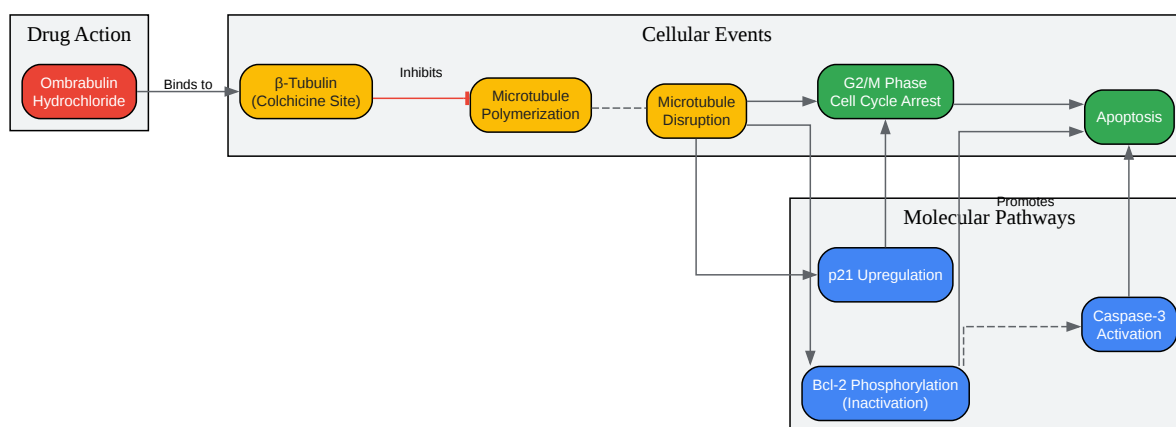 Drug Action
Cellular Events
Ombrabulin
Hydrochloride
Binds to
β-Tubulin
(Colchicine Site)
Inhibits
Microtubule
Polymerization
Microtubule
Disruption
G2/M Phase
Cell Cycle Arrest
Apoptosis
Promotes
Molecular Pathways
p21 Upregulation
Caspase-3
Activation
Bcl-2 Phosphorylation
(Inactivation)